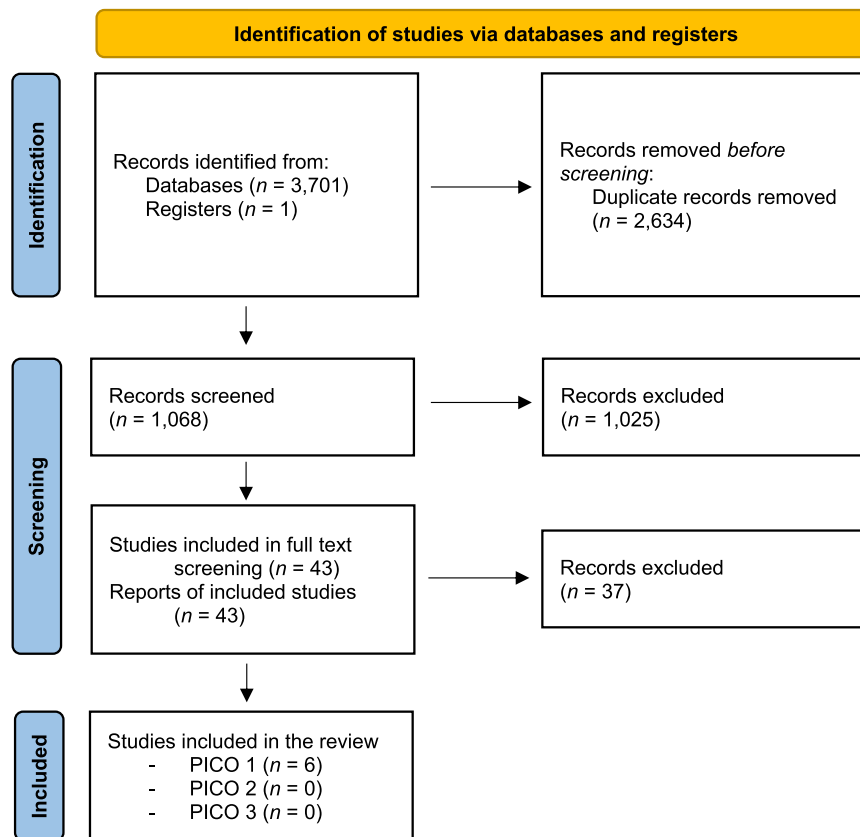 Identification of studies via databases and registers
Identification
Records identified from:
Databases (n = 3,701)
Registers (n = 1)
Records removed before
screening:
Duplicate records removed
(n = 2,634)
Screening
Records screened
(n = 1,068)
Records excluded
(n = 1,025)
Studies included in full text
screening (n = 43)
Reports of included studies
(n = 43)
Records excluded
(n = 37)
Included
Studies included in the review
- PICO 1 (n = 6)
- PICO 2 (n = 0)
- PICO 3 (n = 0)